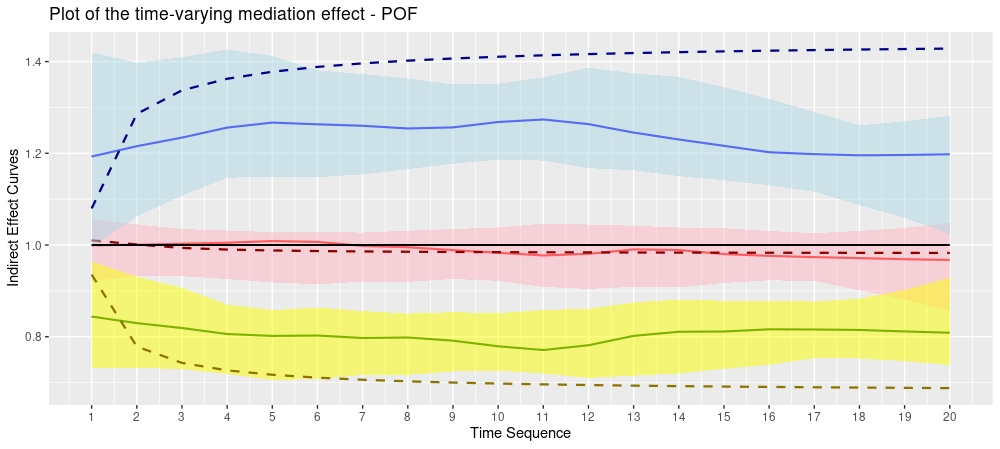 Plot of the time-varying mediation effect - POF
Indirect Effect Curves
1.4
1.2
1.0
0.8
1 2 3 4 5 6 7 8 9 10 11 12 13 14 15 16 17 18 19 20
Time Sequence